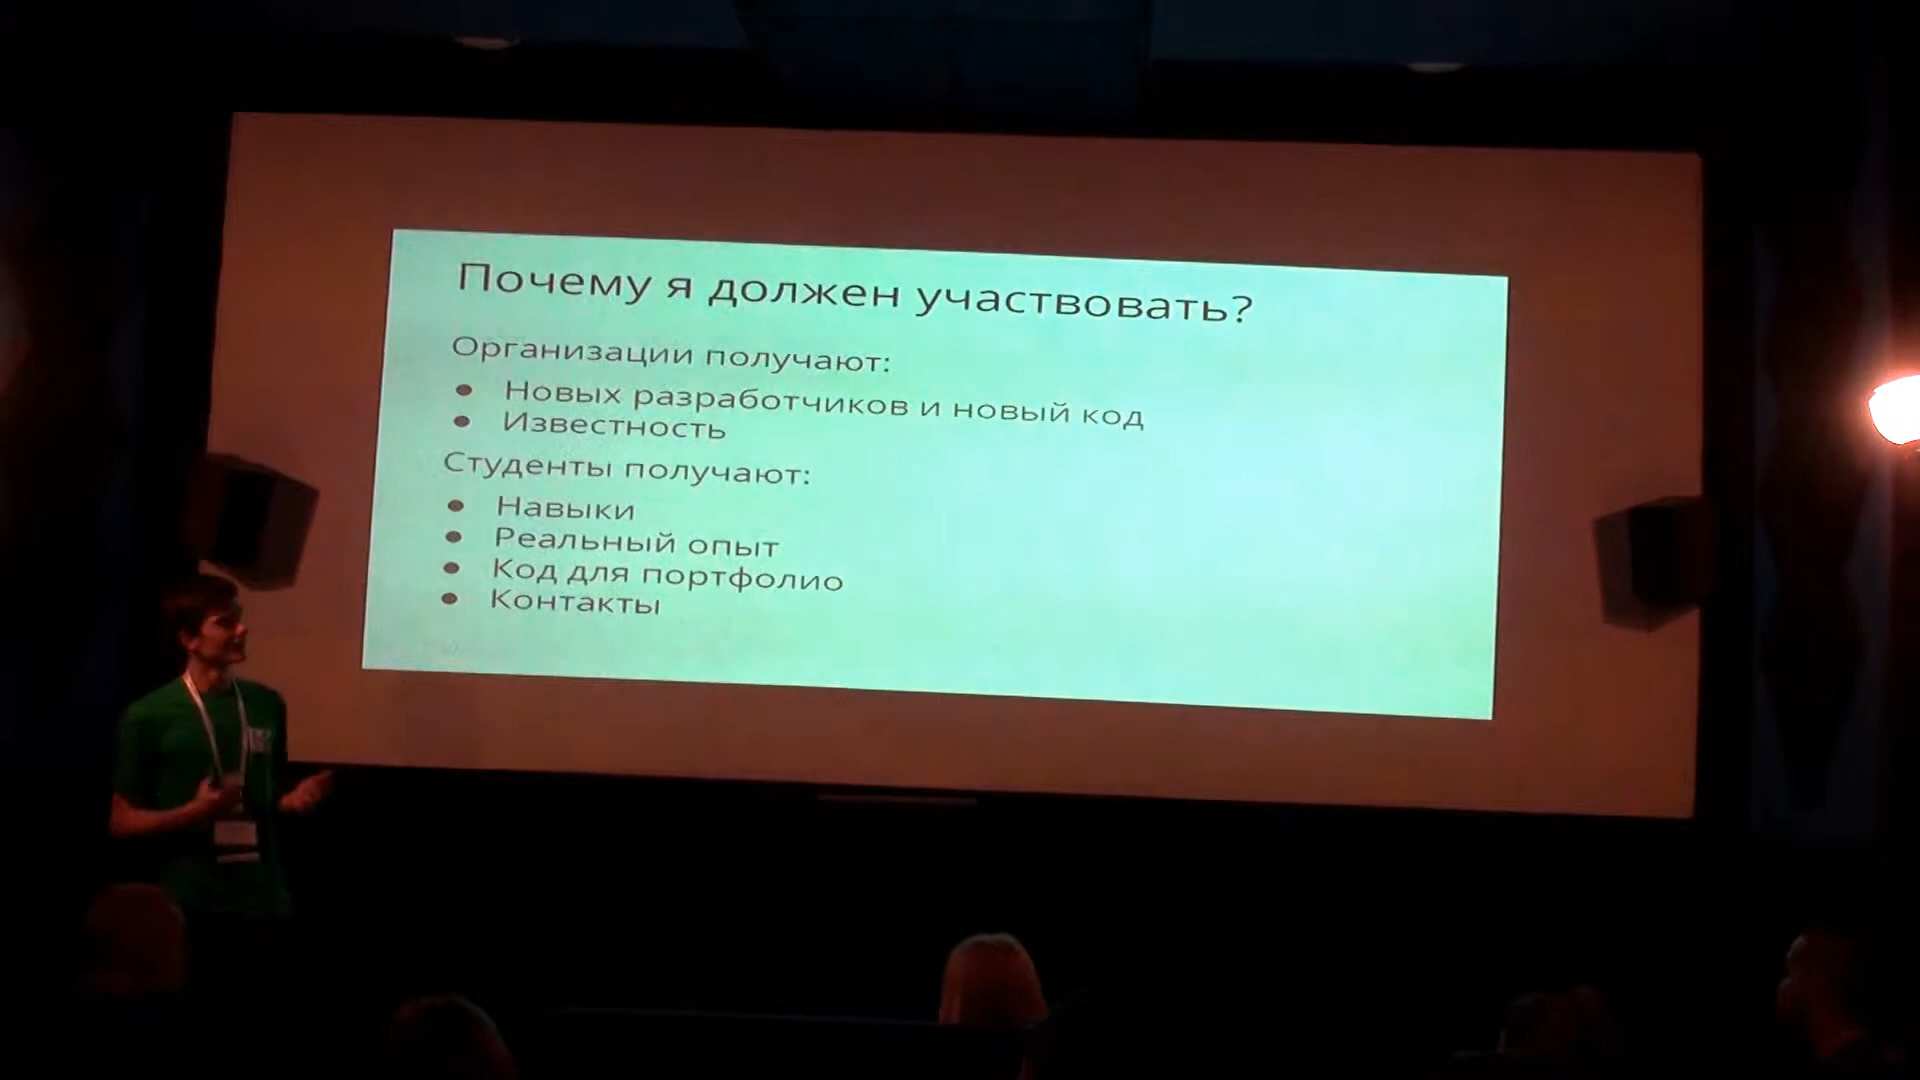 Почему я должен участвовать?
Организации получают:
● Новых разработчиков и новый код
● Известность
Студенты получают:
● Навыки
● Реальный опыт
● Код для портфолио
● Контакты